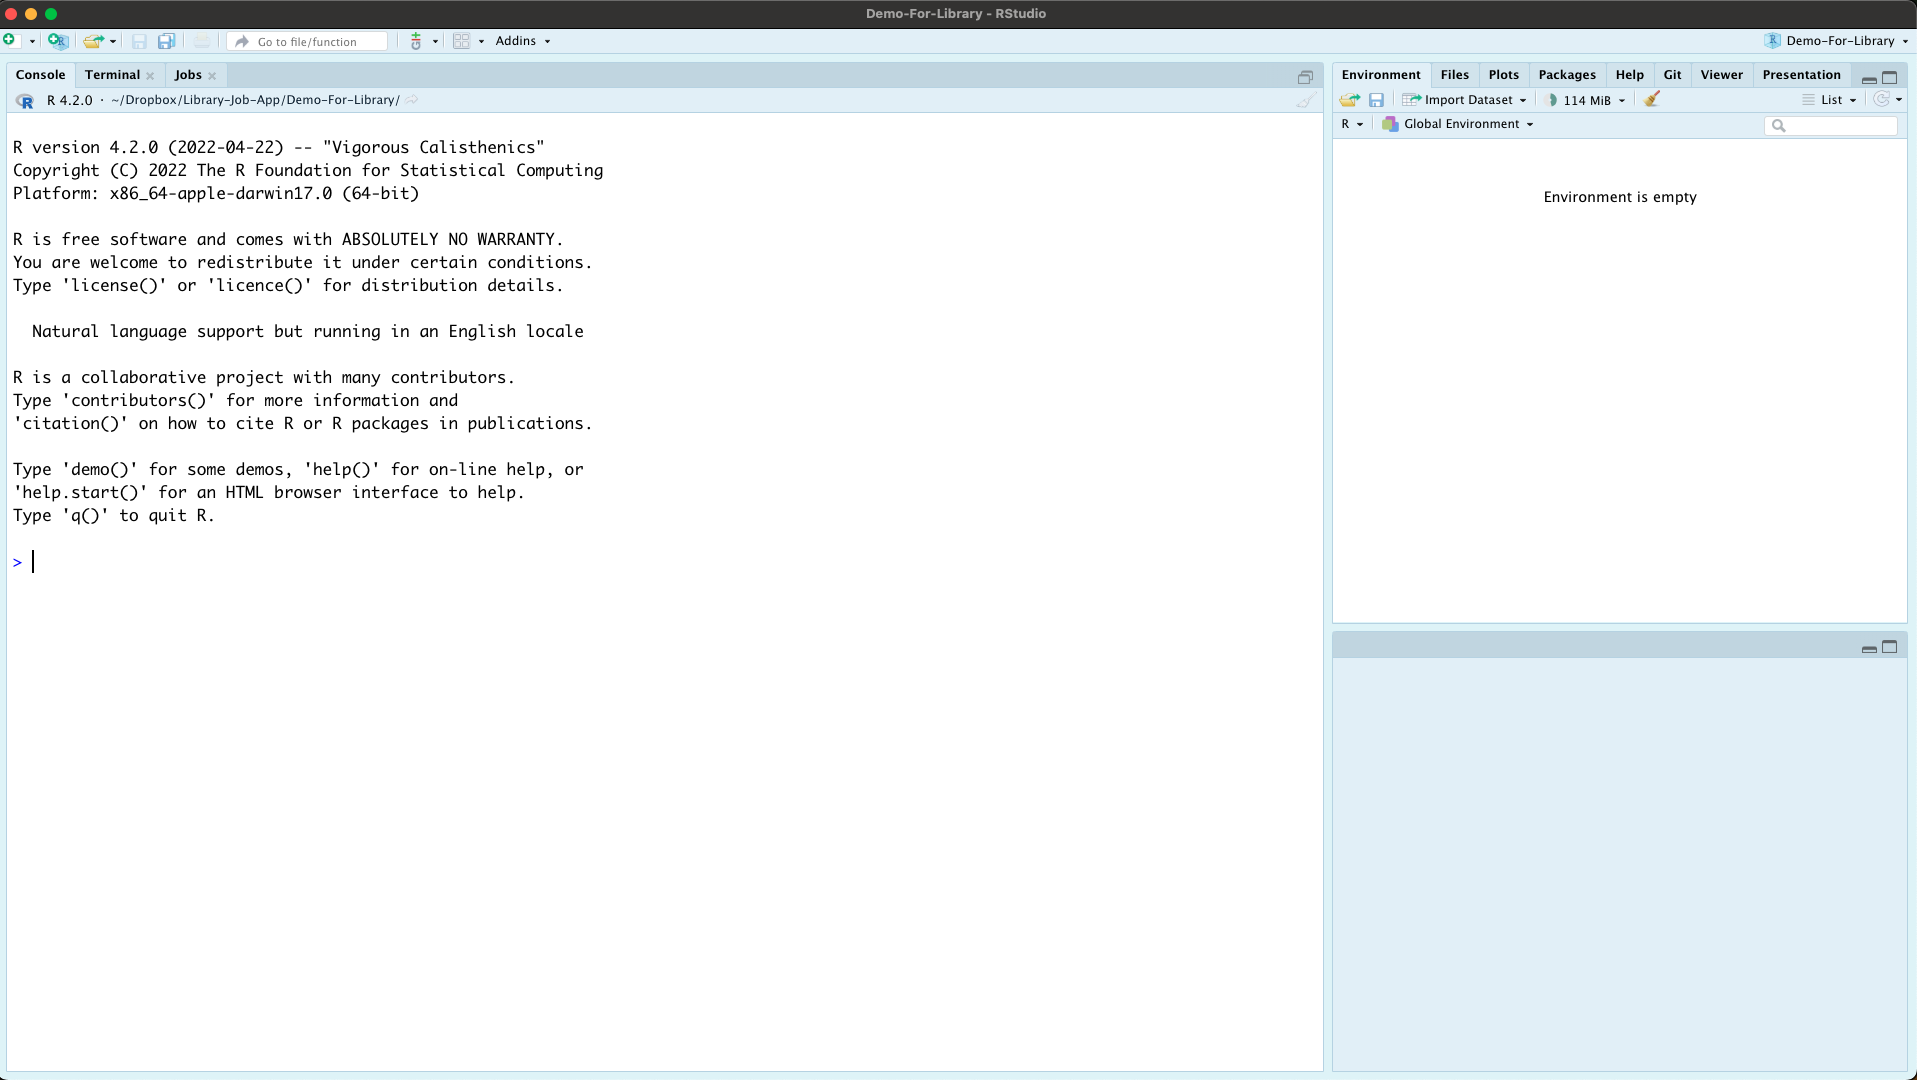 Demo-For-Library - RStudio
Go to file/function
Addins
Demo-For-Library
Console Terminal Jobs
R 4.2.0 · ~/Dropbox/Library-Job-App/Demo-For-Library/
R version 4.2.0 (2022-04-22) -- "Vigorous Calisthenics"
Copyright (C) 2022 The R Foundation for Statistical Computing
Platform: x86_64-apple-darwin17.0 (64-bit)
R is free software and comes with ABSOLUTELY NO WARRANTY.
You are welcome to redistribute it under certain conditions.
Type 'license()' or 'licence()' for distribution details.
Natural language support but running in an English locale
R is a collaborative project with many contributors.
Type 'contributors()' for more information and
'citation()' on how to cite R or R packages in publications.
Type 'demo()' for some demos, 'help()' for on-line help, or
'help.start()' for an HTML browser interface to help.
Type 'q()' to quit R.
>
Environment Files Plots Packages Help Git Viewer Presentation
Import Dataset 114 MiB List
R Global Environment
Environment is empty